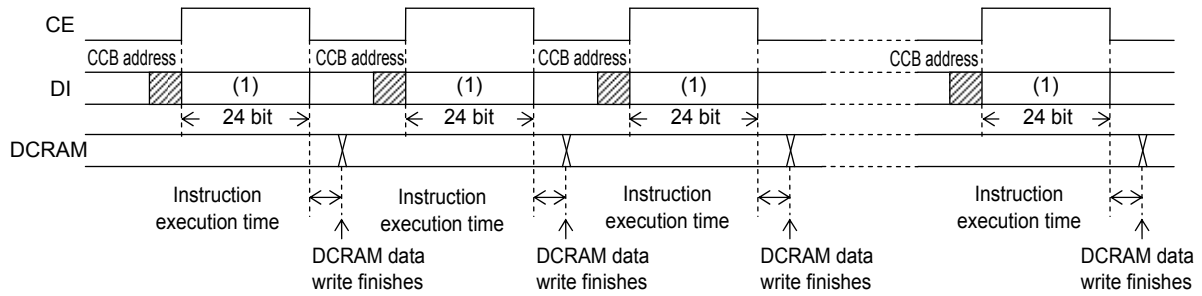 CE
CCB address CCB address CCB address CCB address
DI (1) (1) (1) (1)
24 bit 24 bit 24 bit 24 bit
DCRAM
Instruction Instruction Instruction Instruction
execution time execution time execution time execution time
DCRAM data DCRAM data DCRAM data DCRAM data
write finishes write finishes write finishes write finishes